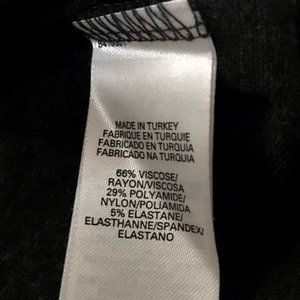 MADE IN TURKEY
FABRIQUE EN TURQUIE
FABRICADO EN TURQUÍA
FABRICADO NA TURQUIA
66% VISCOSE/
RAYON/VISCOSA
29% POLYAMIDE/
NYLON/POLIAMIDA
5% ELASTANE/
ELASTHANNE/SPANDEX/
ELASTANO